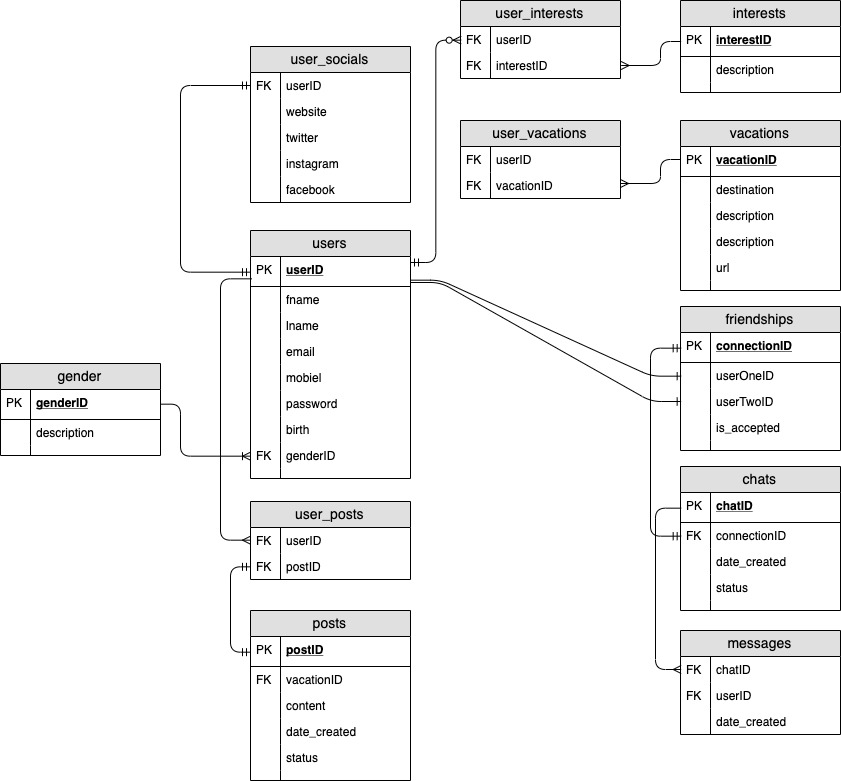 user_interests
FK userID
FK interestID
interests
PK interestID
description
user_socials
FK userID
website
twitter
instagram
facebook
user_vacations
FK userID
FK vacationID
vacations
PK vacationID
destination
description
description
url
users
PK userID
fname
lname
email
mobiel
password
birth
FK genderID
friendships
PK connectionID
userOneID
userTwoID
is_accepted
gender
PK genderID
description
chats
PK chatID
FK connectionID
date_created
status
user_posts
FK userID
FK postID
posts
PK postID
FK vacationID
content
date_created
status
messages
FK chatID
FK userID
date_created